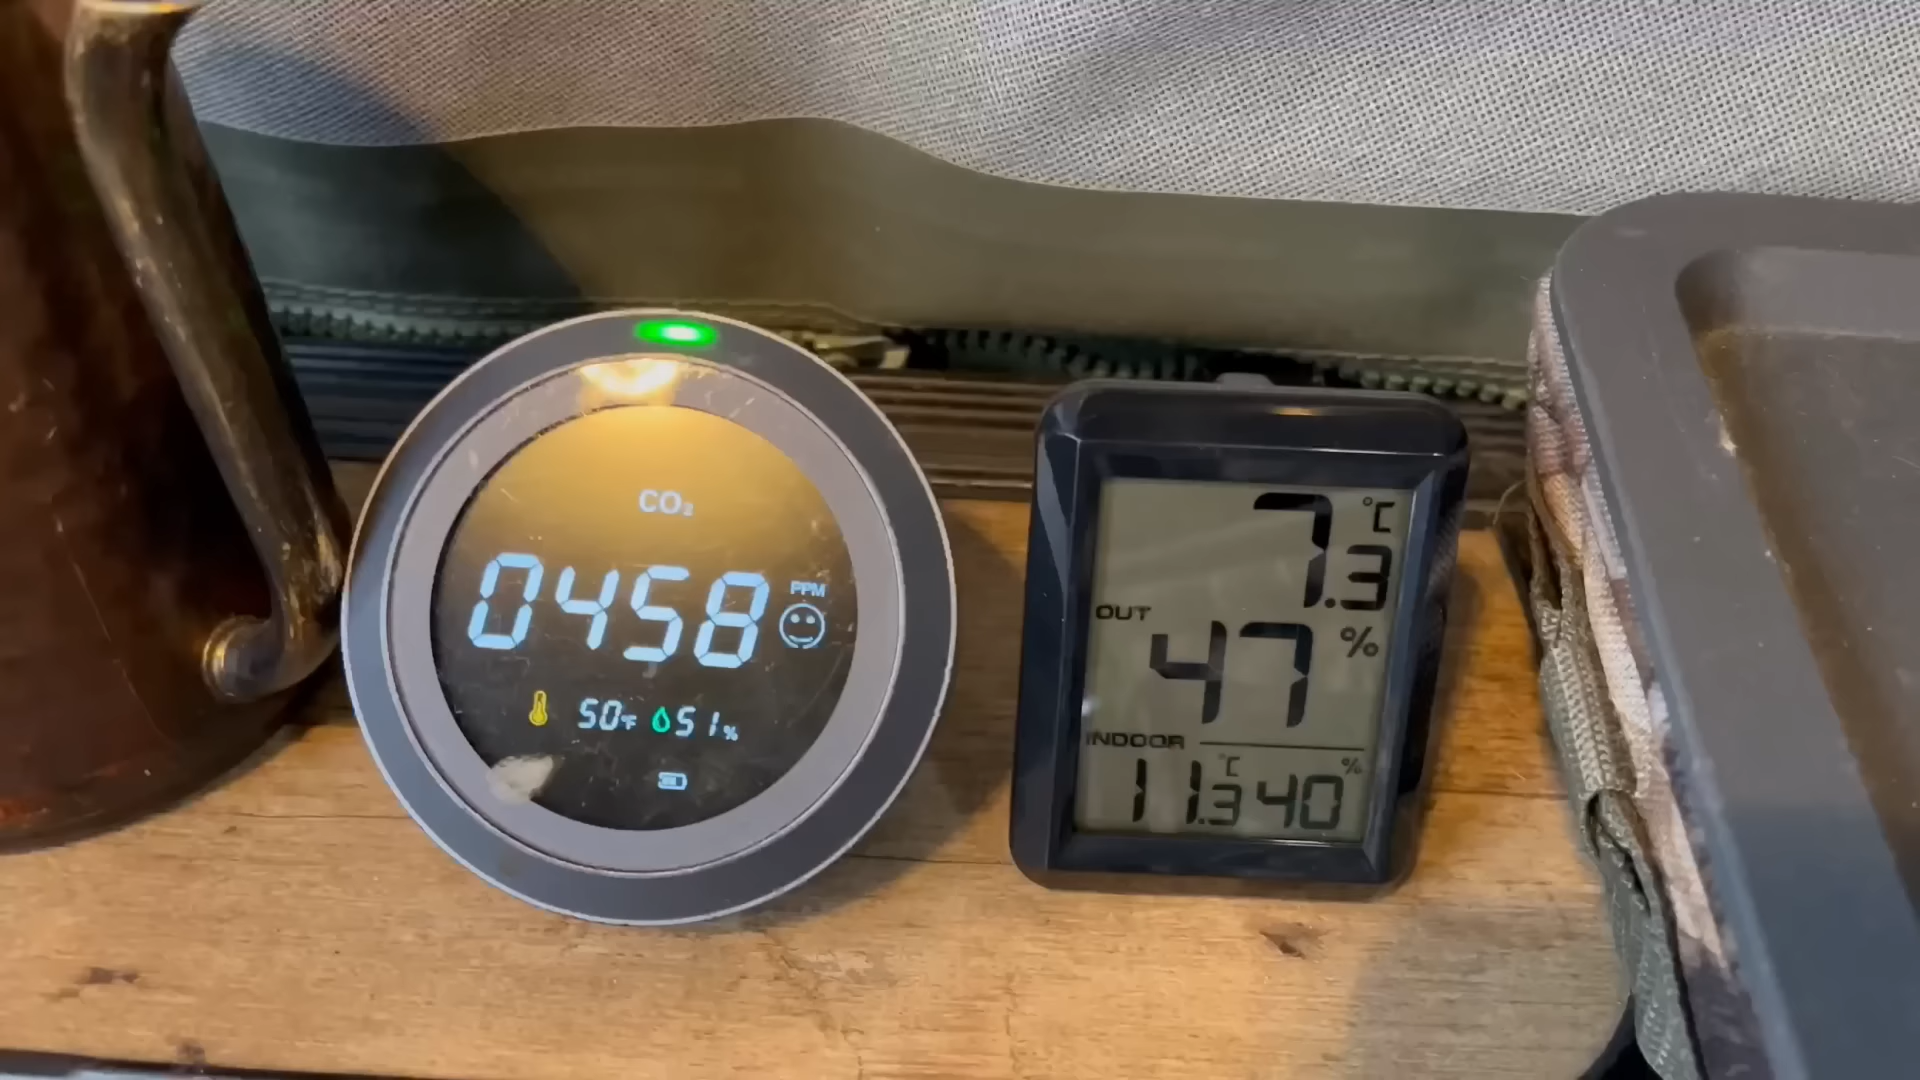 CO₂
0458 PPM
50°F 51%
7.3 °C
OUT
47 %
INDOOR
11.3 °C 40 %